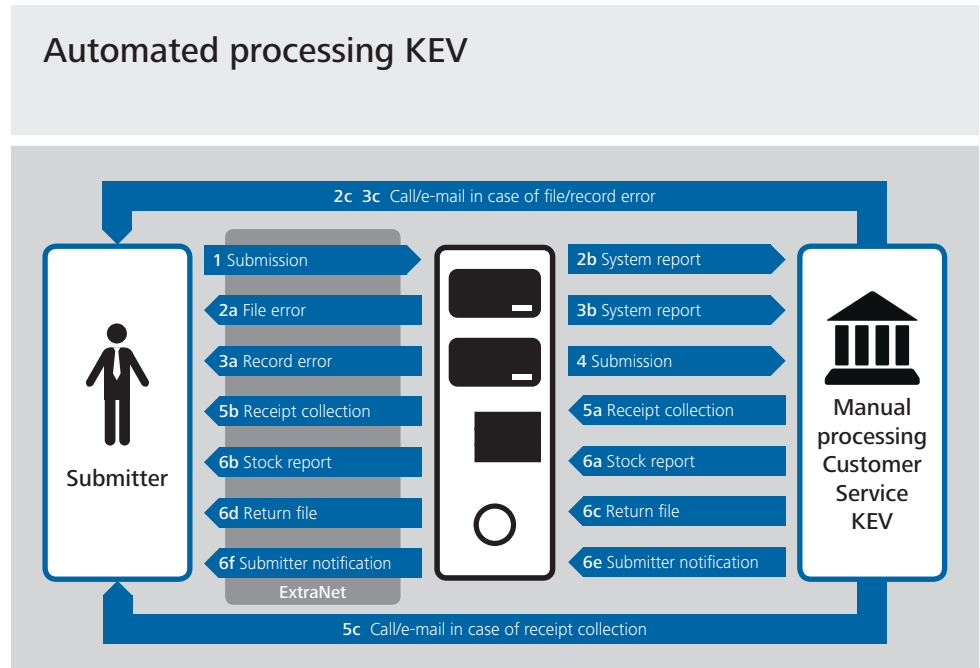 Automated processing KEV
2c 3c Call/e-mail in case of file/record error
1 Submission
2b System report
2a File error
3b System report
3a Record error
4 Submission
5b Receipt collection
5a Receipt collection
6b Stock report
6a Stock report
6d Return file
6c Return file
6f Submitter notification
6e Submitter notification
Submitter
Manual
processing
Customer
Service
KEV
ExtraNet
5c Call/e-mail in case of receipt collection